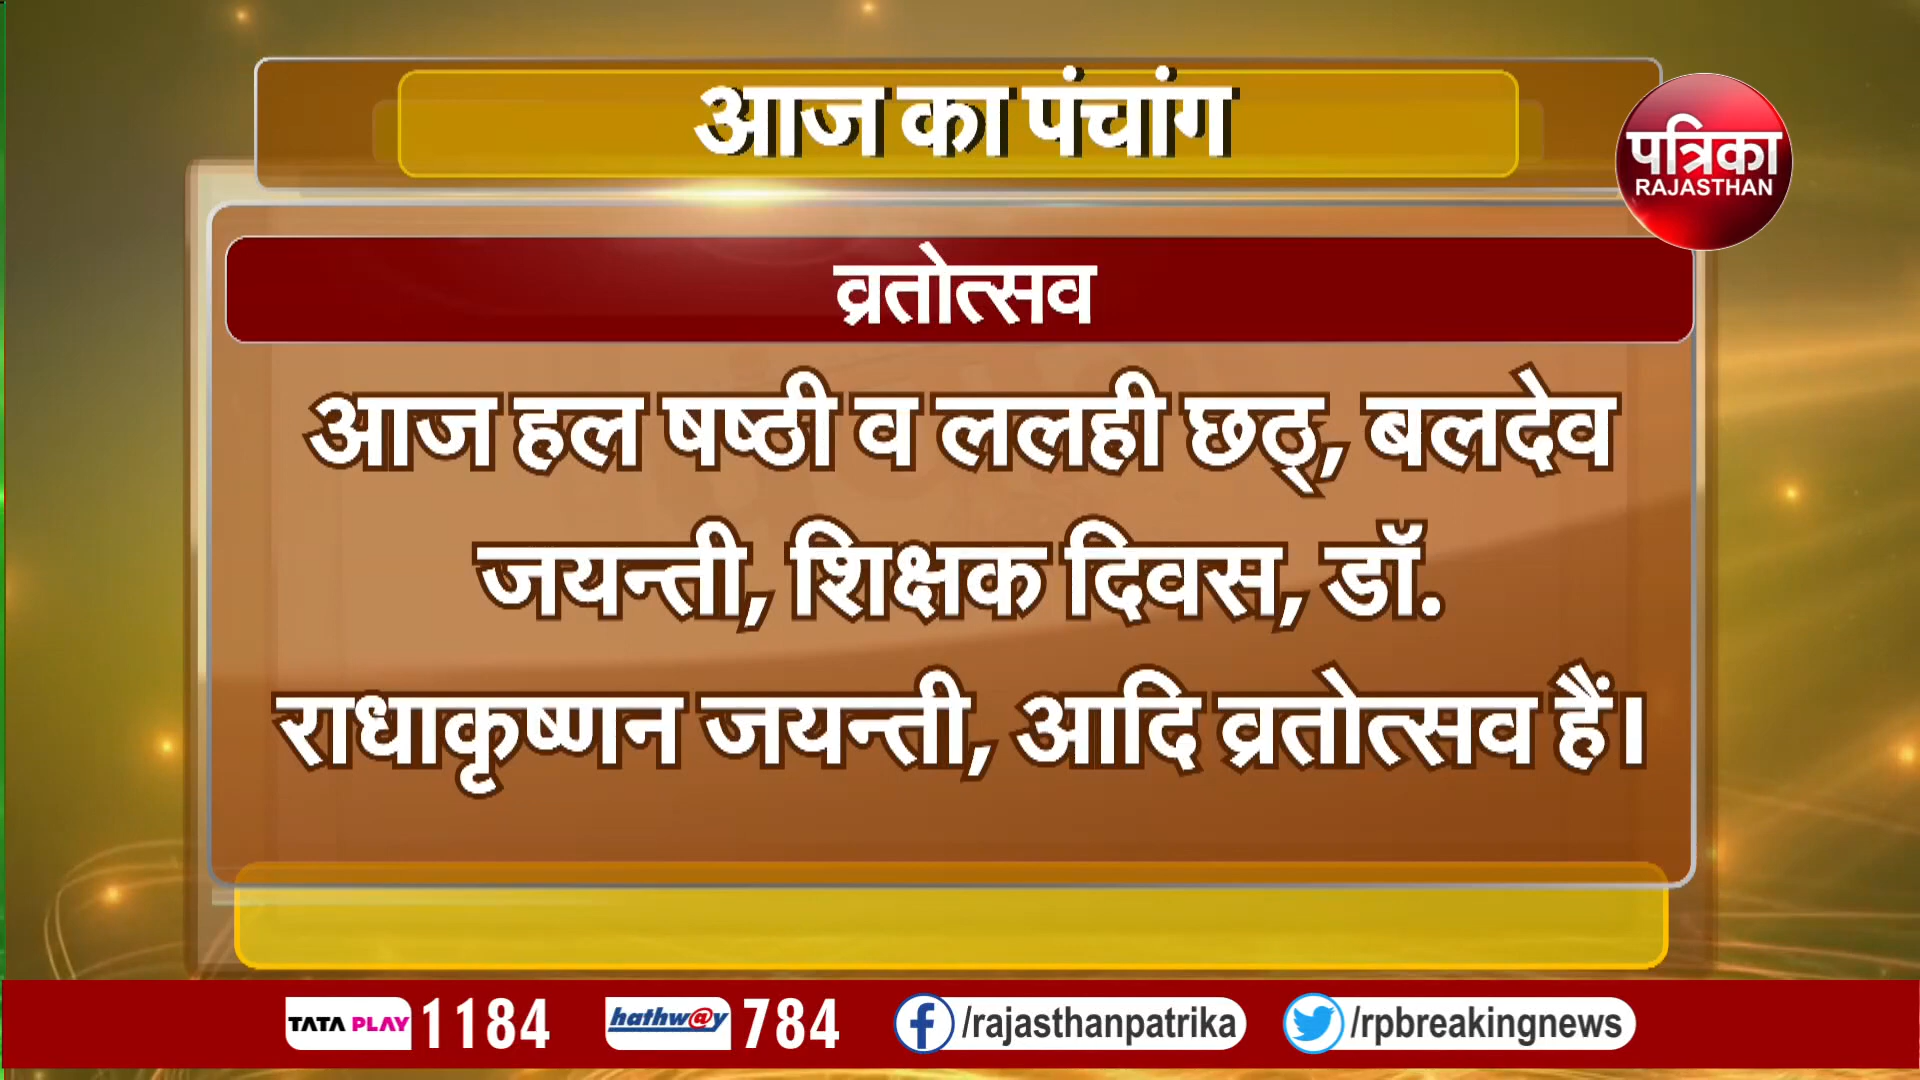 आज का पंचांग
पत्रिका
RAJASTHAN
व्रतोत्सव
आज हल षष्ठी व ललही छठ्, बलदेव
जयन्ती, शिक्षक दिवस, डॉ.
राधाकृष्णन जयन्ती, आदि व्रतोत्सव हैं।
TATA PLAY 1184 hathw@y 784 /rajasthanpatrika /rpbreakingnews